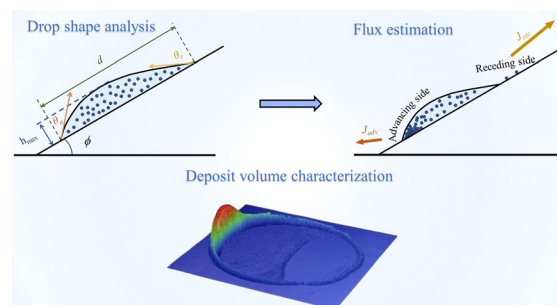 Drop shape analysis
Flux estimation
d
θr
θa
hmax
ϕ
Jrec
Receding side
Advancing side
Jadv
Deposit volume characterization